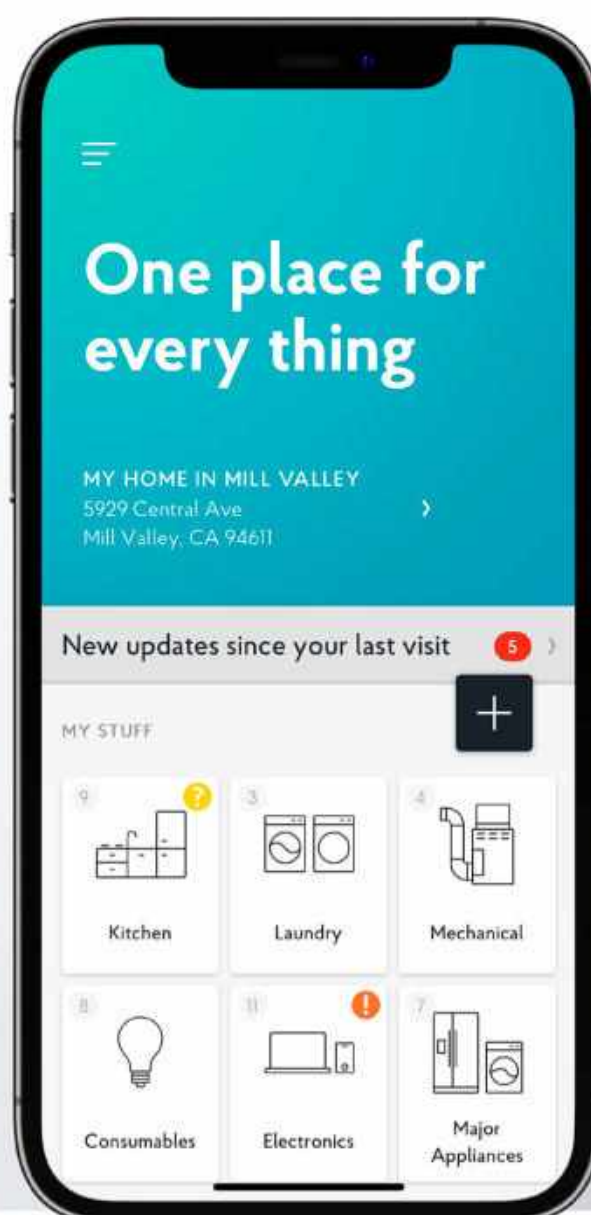 One place for
every thing
MY HOME IN MILL VALLEY
5929 Central Ave
Mill Valley, CA 94611
New updates since your last visit 5
MY STUFF
9 ?
Kitchen
3
Laundry
4
Mechanical
8
Consumables
11 !
Electronics
7
Major
Appliances